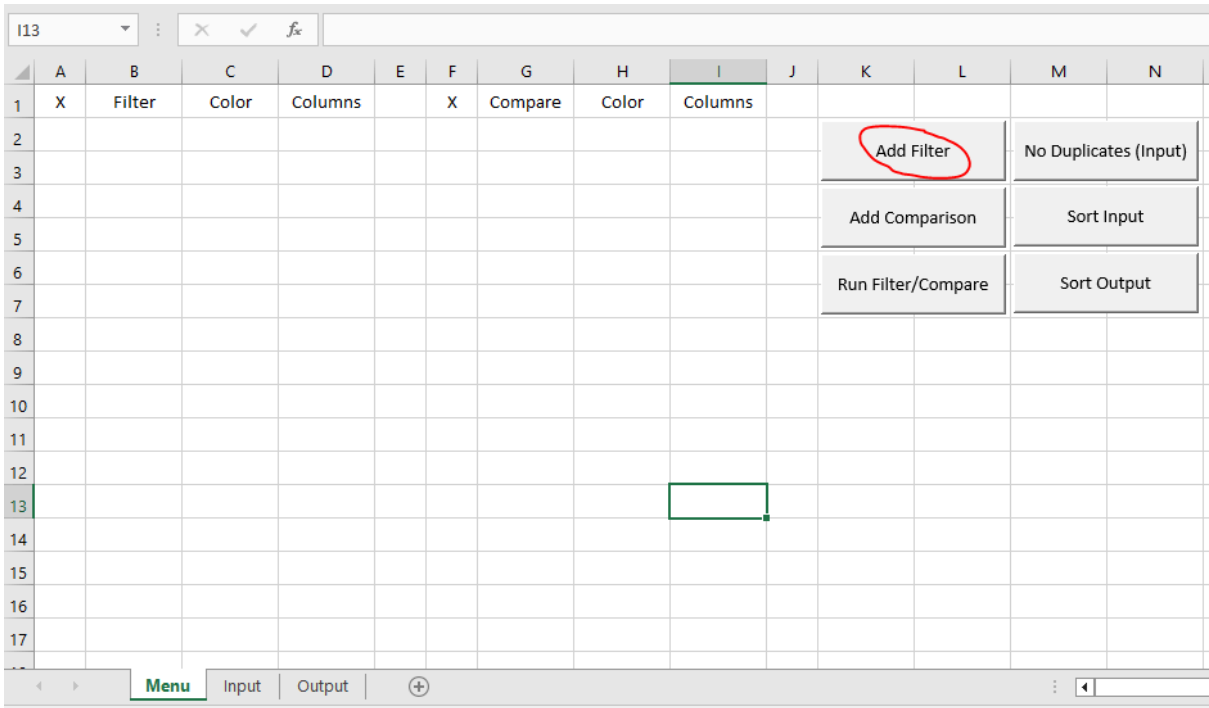 I13 fx
A B C D E F G H I J K L M N
1 X Filter Color Columns X Compare Color Columns
2
Add Filter No Duplicates (Input)
3
4
Add Comparison Sort Input
5
6
Run Filter/Compare Sort Output
7
8
9
10
11
12
13
14
15
16
17
Menu Input Output